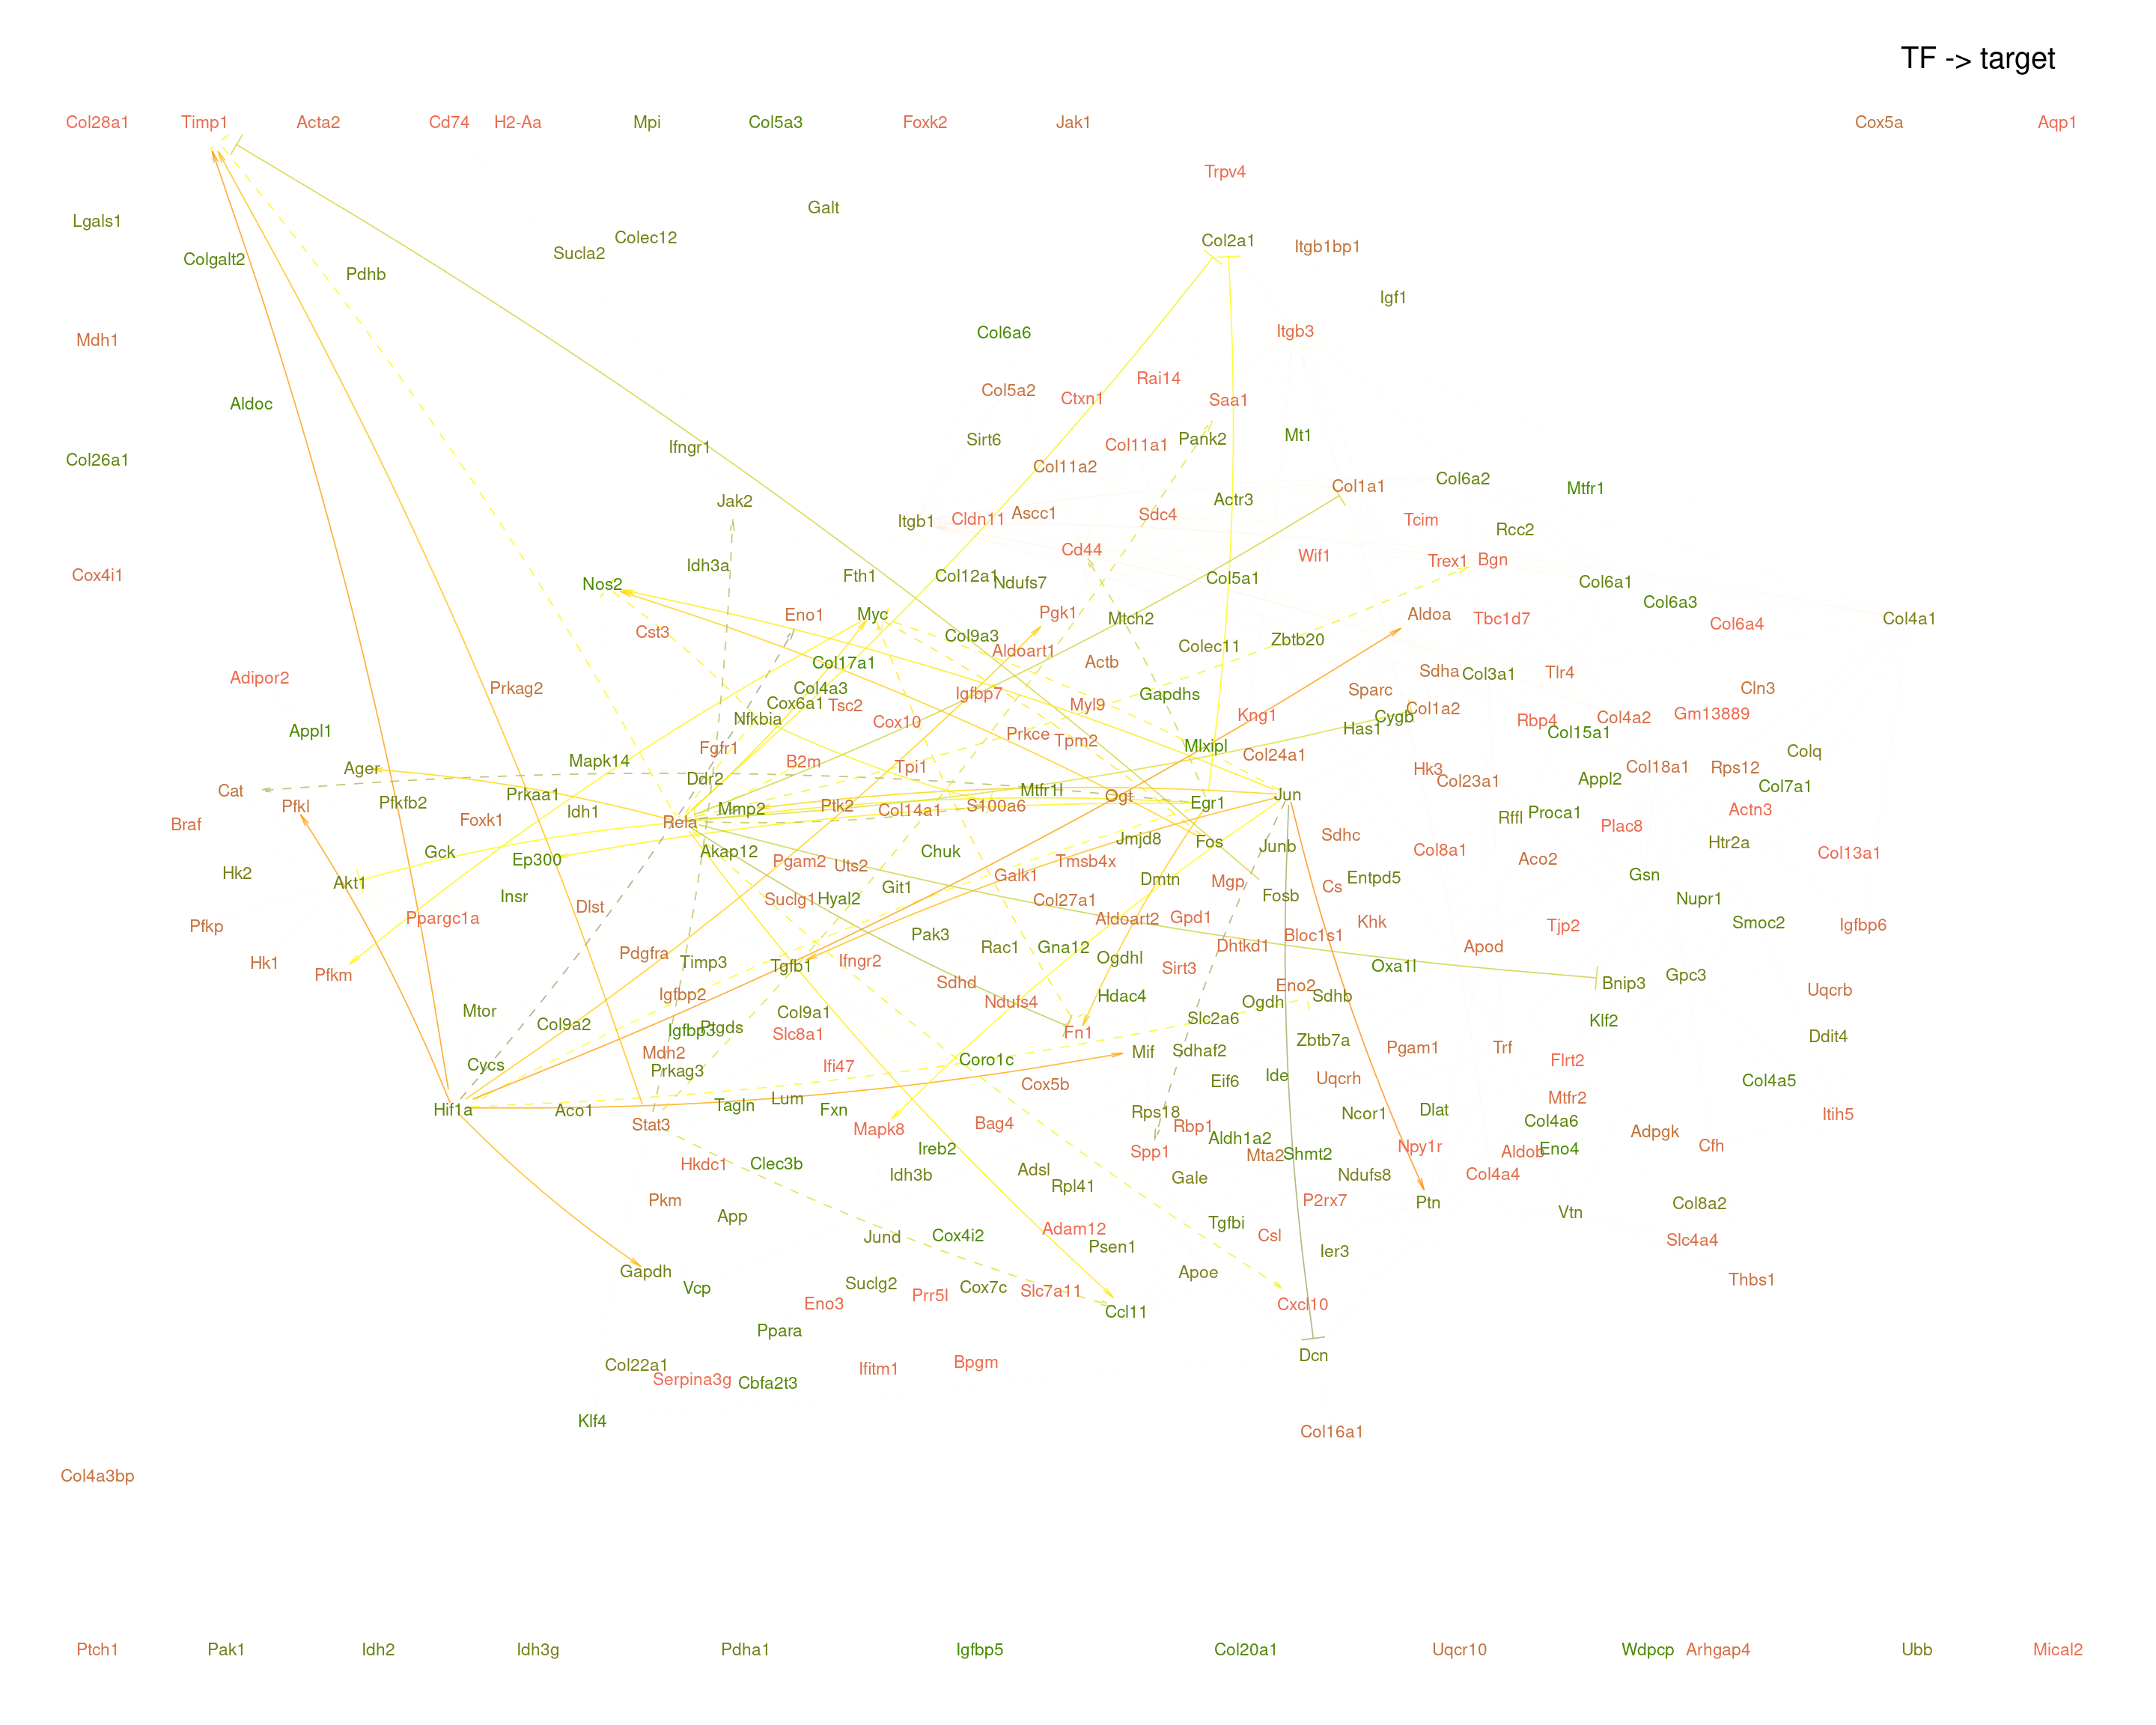 TF -> target
Col28a1 Timp1 Acta2 Cd74 H2-Aa Mpi Col5a3 Foxk2 Jak1 Cox5a Aqp1
Trpv4
Galt
Lgals1
Colec12 Col2a1
Itgb1bp1
Sucla2
Colgalt2
Pdhb
Igf1
Itgb3
Col6a6
Mdh1
Rai14
Col5a2
Ctxn1 Saa1
Aldoc
Mt1
Sirt6 Pank2
Ifngr1 Col11a1
Col26a1
Col11a2
Col6a2
Col1a1 Mtfr1
Jak2 Actr3
Ascc1 Sdc4
Itgb1 Cldn11 Tcim
Rcc2
Cd44
Wif1 Trex1 Bgn
Idh3a
Cox4i1 Fth1 Col12a1 Ndufs7 Col5a1 Col6a1
Nos2
Col6a3
Eno1 Myc Pgk1 Mtch2 Aldoa Tbc1d7 Col4a1
Col6a4
Cst3 Col9a3 Zbtb20
Aldoart1 Colec11
Col17a1 Actb
Adipor2 Sdha Col3a1 Tlr4
Prkag2 Col4a3 Igfbp7 Gapdhs Sparc Cln3
Cox6a1 Tsc2 Myl9 Col1a2
Nfkbia Cox10 Kng1 Cygb Rbp4 Col4a2 Gm13889
Appl1 Prkce Has1 Col15a1
Fgfr1 Tpm2 Mlxipl
Mapk14 B2m Col24a1 Colq
Ager Tpi1 Hk3 Col18a1 Rps12
Ddr2 Col23a1 Appl2
Cat Prkaa1 Mtfr1l Ogt Jun Col7a1
Pfkl Pfkfb2 Idh1 Mmp2 Ptk2 Col14a1 S100a6 Egr1 Proca1 Actn3
Braf Foxk1 Rela Rffl Plac8
Jmjd8 Fos Junb Sdhc Htr2a
Gck Ep300 Akap12 Pgam2 Uts2 Chuk Tmsb4x Col8a1 Aco2 Col13a1
Hk2 Akt1 Galk1 Dmtn Mgp Cs Entpd5 Gsn
Insr Dlst Suclg1 Hyal2 Git1 Col27a1 Fosb Nupr1
Pfkp Ppargc1a Aldoart2 Gpd1 Khk Tjp2 Smoc2 Igfbp6
Pak3 Rac1 Gna12 Dhtkd1 Bloc1s1 Apod
Hk1 Pdgfra Timp3 Tgfb1 Ifngr2 Ogdhl Sirt3 Oxa1l
Pfkm Sdhd Eno2 Bnip3 Gpc3
Igfbp2 Ndufs4 Hdac4 Ogdh Sdhb Uqcrb
Mtor Col9a2 Col9a1 Slc2a6 Klf2
Igfbp3 Ptgds Slc8a1 Fn1 Zbtb7a Ddit4
Mdh2 Mif Sdhaf2 Pgam1 Trf
Cycs Prkag3 Ifi47 Coro1c Flrt2
Cox5b Eif6 Ide Uqcrh Col4a5
Hif1a Aco1 Tagln Lum Fxn Rps18 Ncor1 Dlat Mtfr2
Stat3 Mapk8 Bag4 Rbp1 Col4a6 Itih5
Ireb2 Spp1 Aldh1a2 Npy1r Adpgk
Hkdc1 Clec3b Mta2 Shmt2 Aldob Eno4 Cfh
Idh3b Adsl Gale Ndufs8 Col4a4
Pkm Rpl41 P2rx7 Ptn Col8a2
App Tgfbi Vtn
Jund Cox4i2 Adam12 Csl Slc4a4
Psen1 Ier3
Gapdh Apoe Thbs1
Vcp Suclg2 Cox7c Slc7a11
Eno3 Prr5l Ccl11 Cxcl10
Ppara
Col22a1 Ifitm1 Bpgm Dcn
Serpina3g Cbfa2t3
Klf4
Col16a1
Col4a3bp
Ptch1 Pak1 Idh2 Idh3g Pdha1 Igfbp5 Col20a1 Uqcr10 Wdpcp Arhgap4 Ubb Mical2